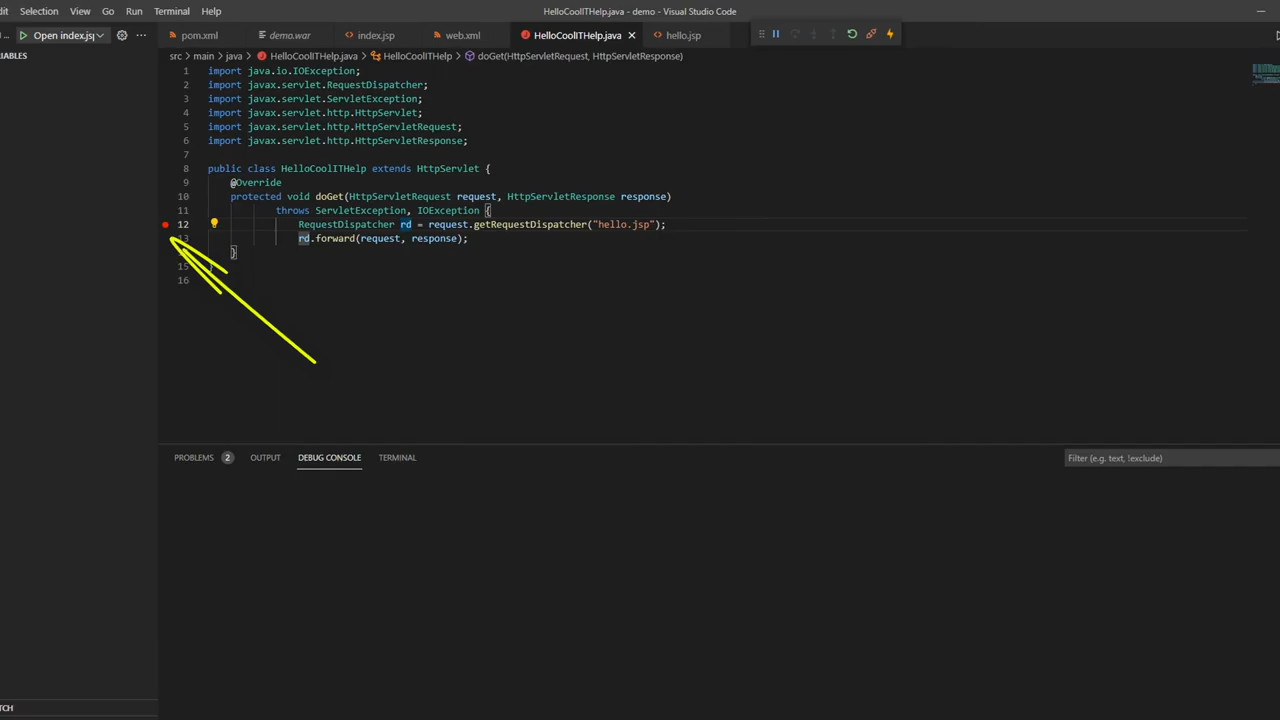 dit Selection View Go Run Terminal Help HelloCoolITHelp.java - demo - Visual Studio Code
Open index.jsp pom.xml demo.war index.jsp web.xml HelloCoolITHelp.java hello.jsp
IABLES src > main > java > HelloCoolITHelp.java > HelloCoolITHelp > doGet(HttpServletRequest, HttpServletResponse)
1 import java.io.IOException;
2 import javax.servlet.RequestDispatcher;
3 import javax.servlet.ServletException;
4 import javax.servlet.http.HttpServlet;
5 import javax.servlet.http.HttpServletRequest;
6 import javax.servlet.http.HttpServletResponse;
7
8 public class HelloCoolITHelp extends HttpServlet {
9 @Override
10 protected void doGet(HttpServletRequest request, HttpServletResponse response)
11 throws ServletException, IOException {
12 RequestDispatcher rd = request.getRequestDispatcher("hello.jsp");
13 rd.forward(request, response);
}
15 }
16
PROBLEMS 2 OUTPUT DEBUG CONSOLE TERMINAL Filter (e.g. text, !exclude)
TCH